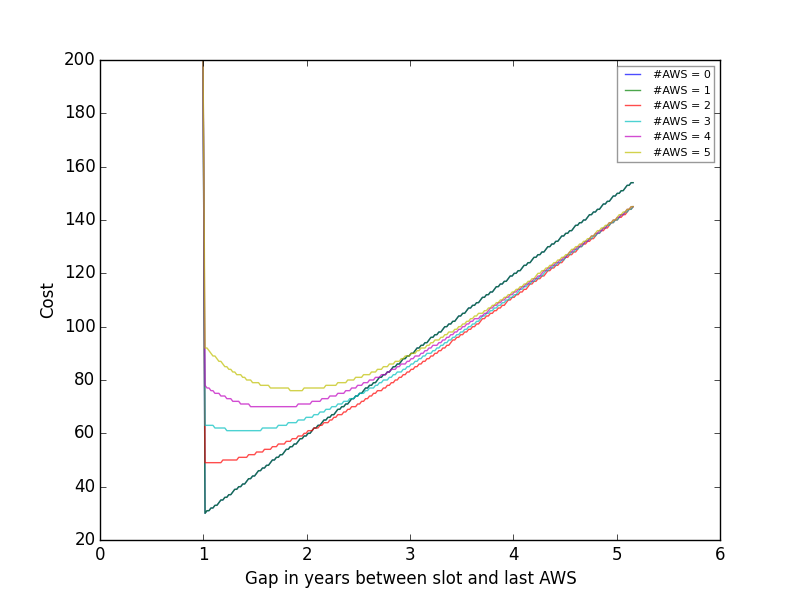 200
180
160
140
120
100
80
60
40
20
Cost
#AWS = 0
#AWS = 1
#AWS = 2
#AWS = 3
#AWS = 4
#AWS = 5
0 1 2 3 4 5 6
Gap in years between slot and last AWS